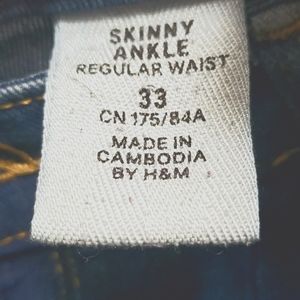 SKINNY
ANKLE
REGULAR WAIST
33
CN 175/84A
MADE IN
CAMBODIA
BY H&M